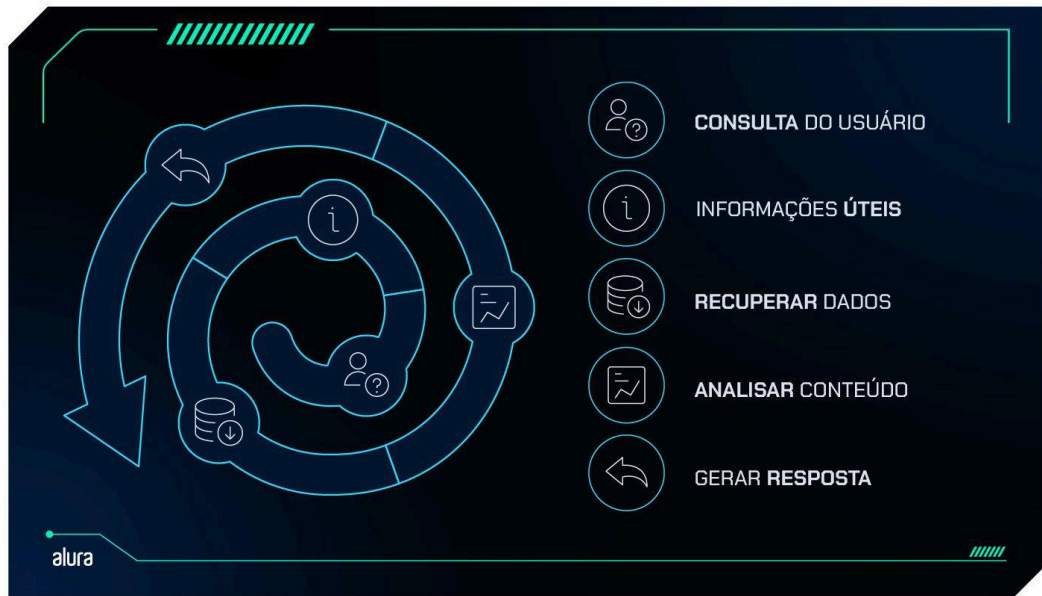 CONSULTA DO USUÁRIO
INFORMAÇÕES ÚTEIS
RECUPERAR DADOS
ANALISAR CONTEÚDO
GERAR RESPOSTA
alura